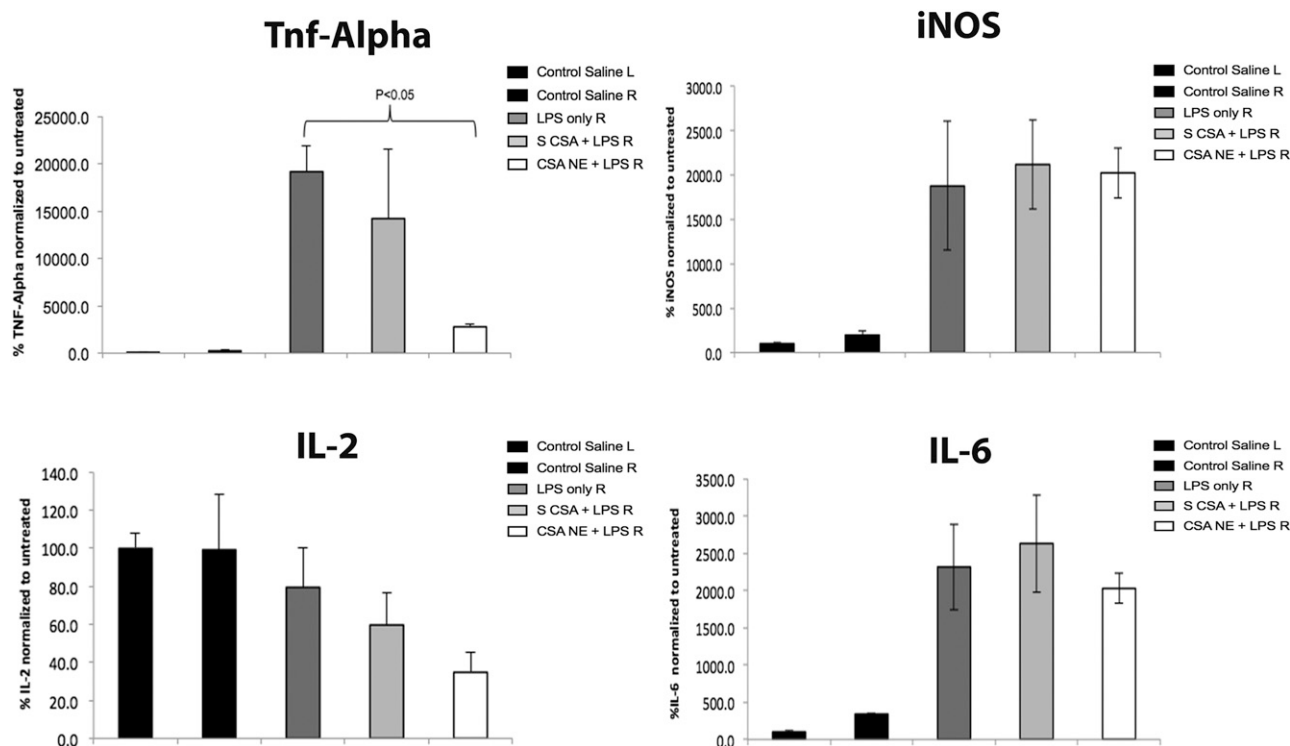 Tnf-Alpha
Control Saline L
Control Saline R
LPS only R
S CSA + LPS R
CSA NE + LPS R
P<0.05
% TNF-Alpha normalized to untreated
25000.0
20000.0
15000.0
10000.0
5000.0
0.0
iNOS
Control Saline L
Control Saline R
LPS only R
S CSA + LPS R
CSA NE + LPS R
% iNOS normalized to untreated
3000.0
2500.0
2000.0
1500.0
1000.0
500.0
0.0
IL-2
Control Saline L
Control Saline R
LPS only R
S CSA + LPS R
CSA NE + LPS R
% IL-2 normalized to untreated
140.0
120.0
100.0
80.0
60.0
40.0
20.0
0.0
IL-6
Control Saline L
Control Saline R
LPS only R
S CSA + LPS R
CSA NE + LPS R
%IL-6 normalized to untreated
3500.0
3000.0
2500.0
2000.0
1500.0
1000.0
500.0
0.0